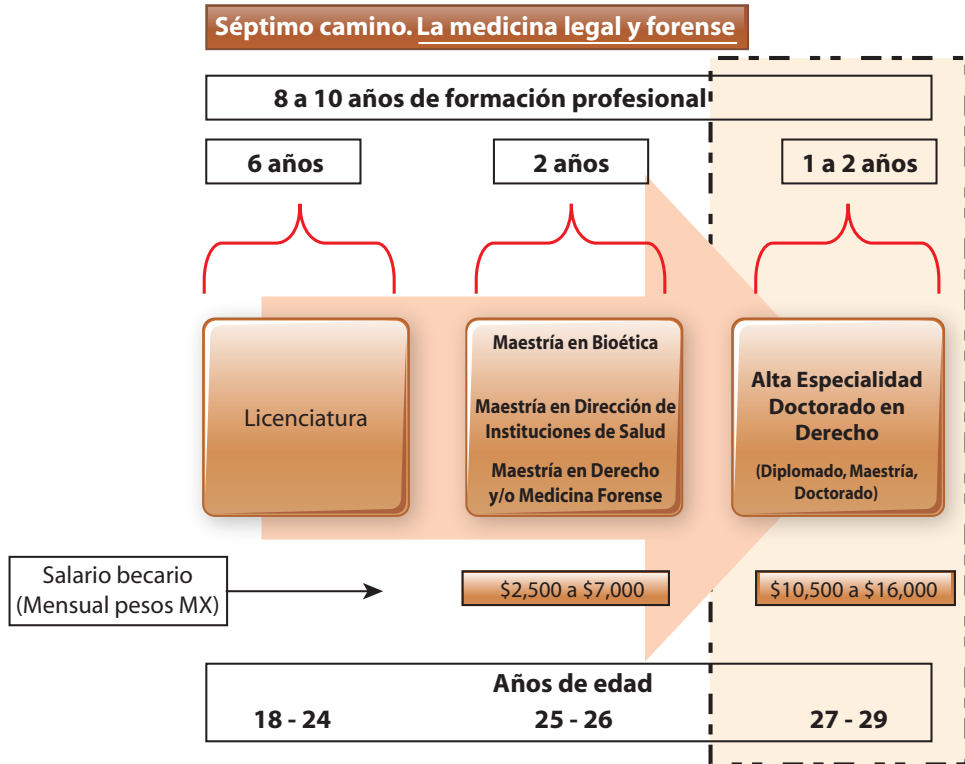 Séptimo camino. La medicina legal y forense
8 a 10 años de formación profesional
6 años
2 años
1 a 2 años
Licenciatura
Maestría en Bioética
Maestría en Dirección de
Instituciones de Salud
Maestría en Derecho
y/o Medicina Forense
Alta Especialidad
Doctorado en
Derecho
(Diplomado, Maestría,
Doctorado)
Salario becario
(Mensual pesos MX)
$2,500 a $7,000
$10,500 a $16,000
Años de edad
18 - 24
25 - 26
27 - 29